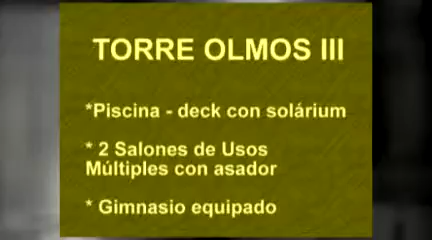 TORRE OLMOS III
*Piscina - deck con solárium
* 2 Salones de Usos
Múltiples con asador
* Gimnasio equipado